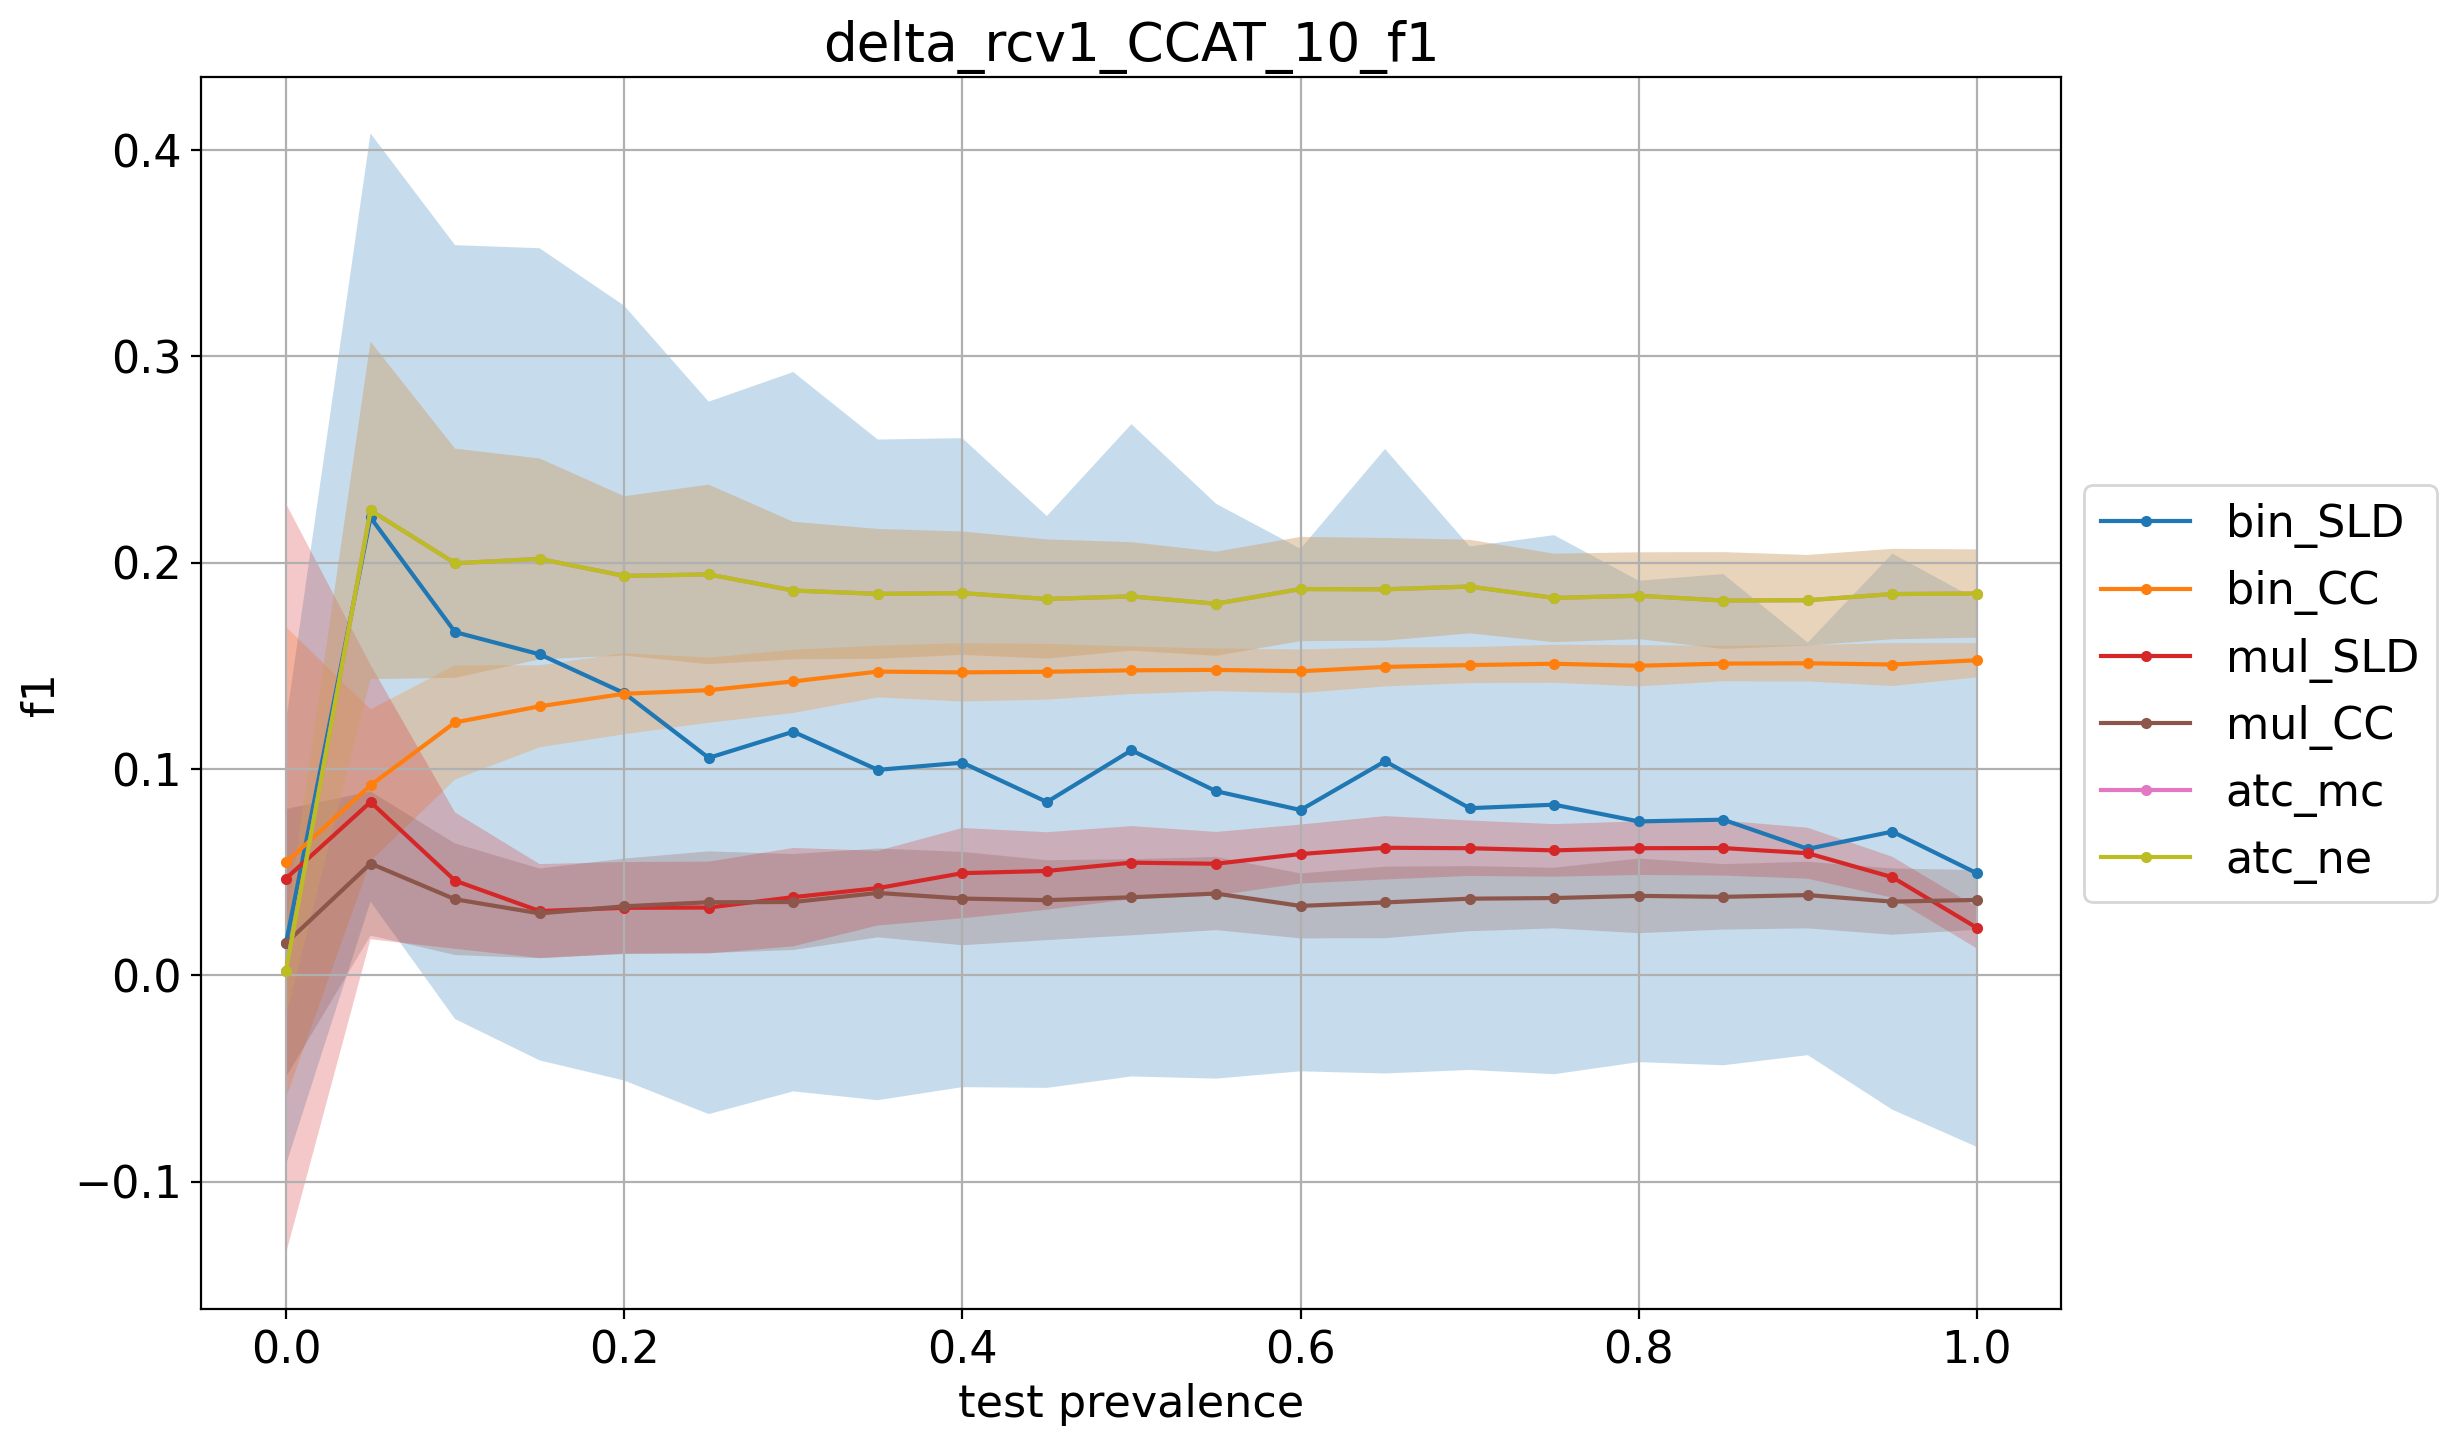 delta_rcv1_CCAT_10_f1
0.4
0.3
0.2
0.1
0.0
−0.1
f1
0.0 0.2 0.4 0.6 0.8 1.0
test prevalence
bin_SLD
bin_CC
mul_SLD
mul_CC
atc_mc
atc_ne